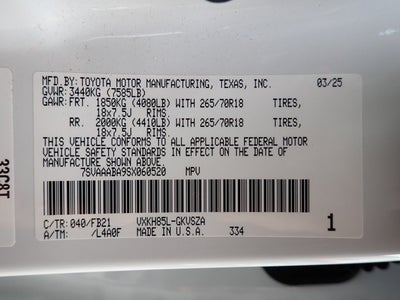 MFD.BY:TOYOTA MOTOR MANUFACTURING, TEXAS, INC. 03/25
GVWR:3440KG (7585LB)
GAWR:FRT. 1850KG (4080LB) WITH 265/70R18 TIRES,
18x7.5J RIMS,
RR. 2000KG (4410LB) WITH 265/70R18 TIRES,
18x7.5J RIMS,
THIS VEHICLE CONFORMS TO ALL APPLICABLE FEDERAL MOTOR
VEHICLE SAFETY STANDARDS IN EFFECT ON THE DATE OF
MANUFACTURE SHOWN ABOVE.
7SVAAABA9SX060520 MPV
C/TR:040/FB21 VXKH85L-GKVSZA 1
A/TM: /L4A0F MADE IN U.S.A. 334
33C8T